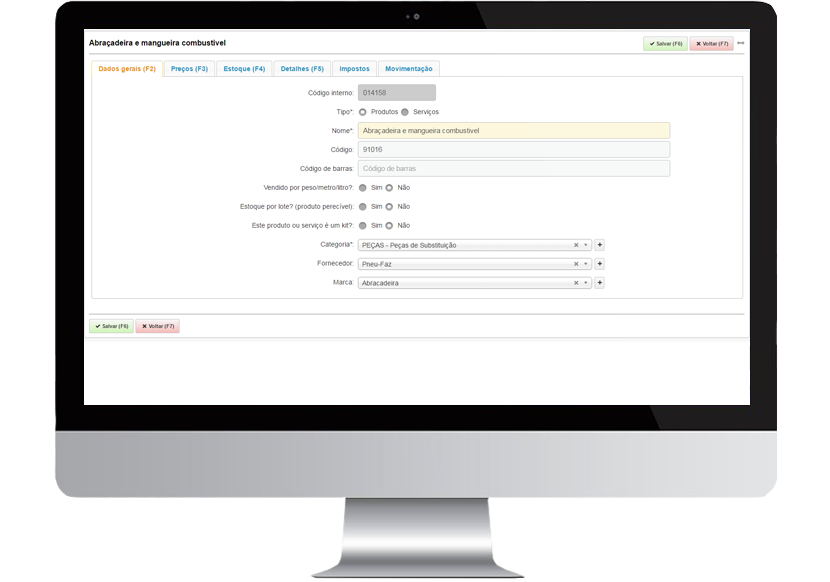 Abraçadeira e mangueira combustivel
Salvar (F6) Voltar (F7)
Dados gerais (F2) Preços (F3) Estoque (F4) Detalhes (F5) Impostos Movimentação
Código interno: 014158
Tipo*: Produtos Serviços
Nome*: Abraçadeira e mangueira combustivel
Código: 91016
Código de barras: Código de barras
Vendido por peso/metro/litro?: Sim Não
Estoque por lote? (produto perecível): Sim Não
Este produto ou serviço é um kit?: Sim Não
Categoria*: PEÇAS - Peças de Substituição
Fornecedor: Pneu-Faz
Marca: Abracadeira
Salvar (F6) Voltar (F7)